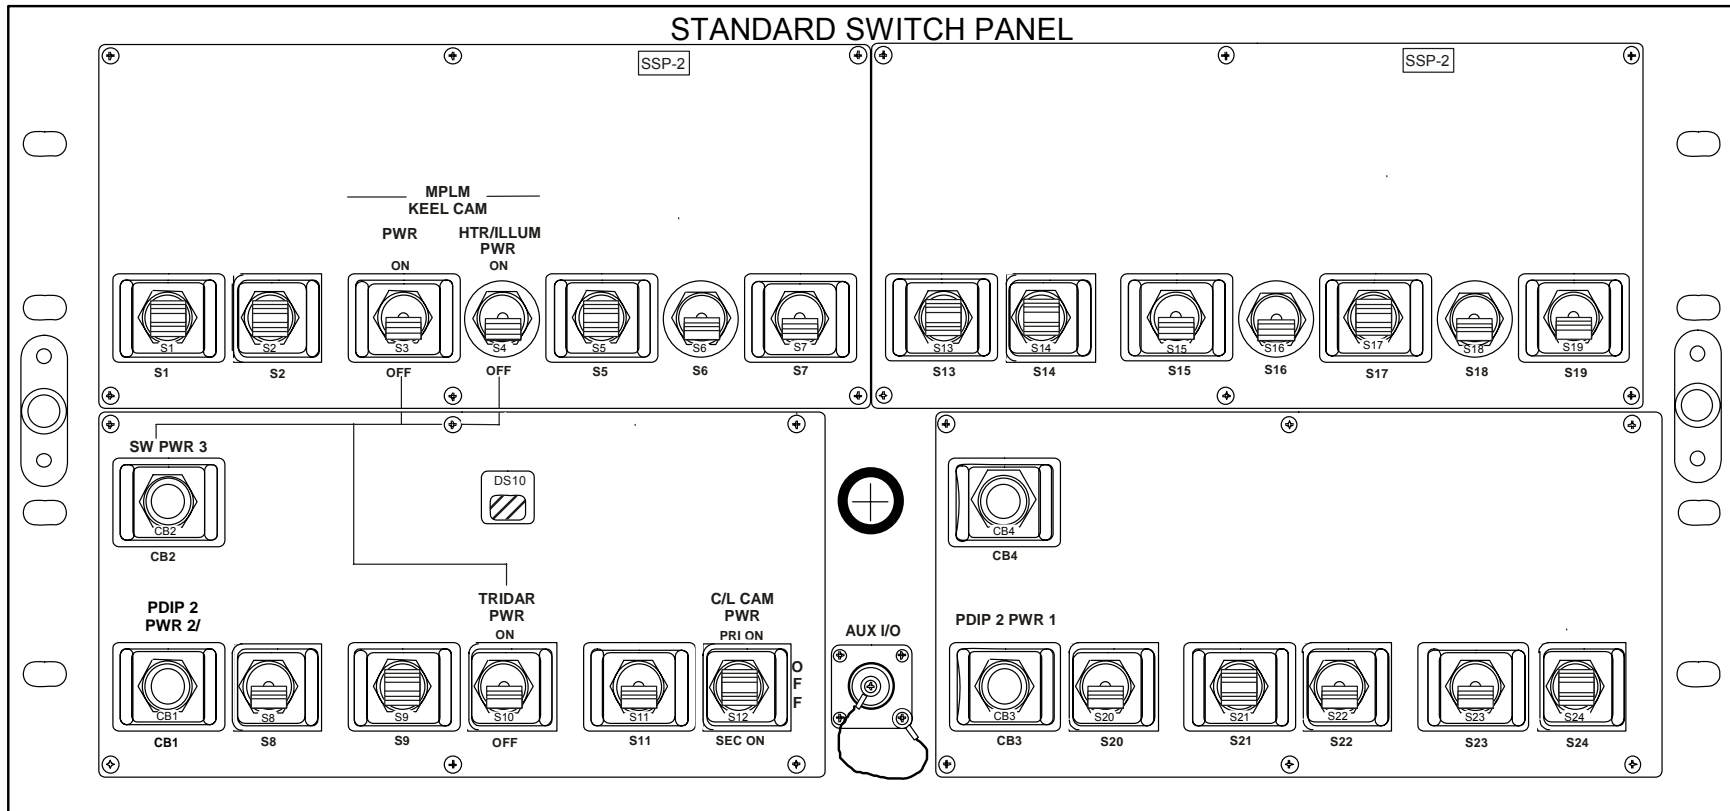 STANDARD SWITCH PANEL
SSP-2
SSP-2
MPLM
KEEL CAM
PWR
HTR/ILLUM
PWR
ON
ON
S1
S2
S3
S4
S5
S6
S7
S13
S14
S15
S16
S17
S18
S19
S1
S2
OFF
OFF
S5
S6
S7
S13
S14
S15
S16
S17
S18
S19
SW PWR 3
DS10
CB2
CB2
CB4
CB4
PDIP 2
PWR 2/
TRIDAR
PWR
ON
C/L CAM
PWR
PRI ON
OFF
AUX I/O
PDIP 2 PWR 1
CB1
S8
S9
S10
S11
S12
CB3
S20
S21
S22
S23
S24
CB1
S8
S9
OFF
S11
SEC ON
CB3
S20
S21
S22
S23
S24